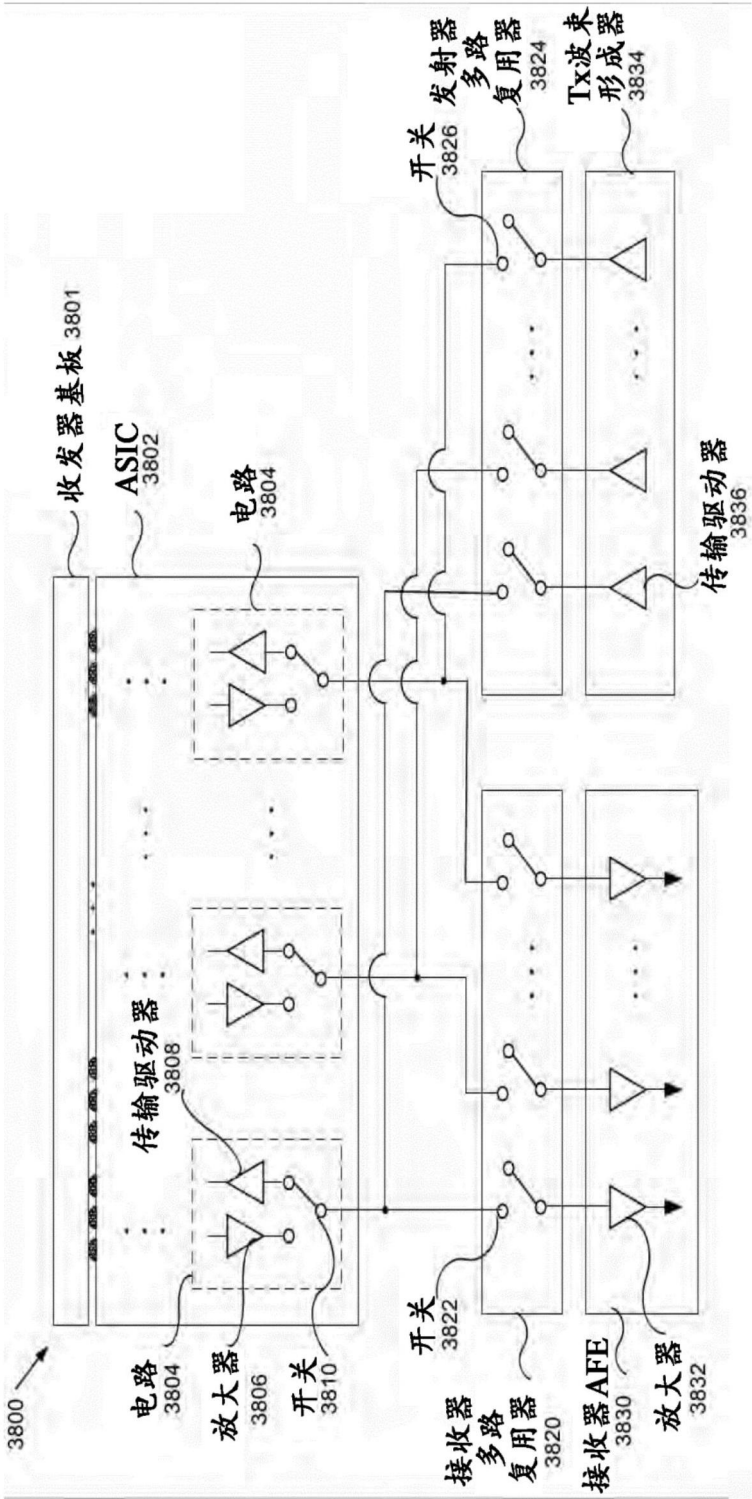 3800
收发器基板 3801
ASIC
3802
电路
3804
传输驱动器
3808
电路
3804
放大器
3806
开关
3810
开关
3822
接收器
多路
复用器
3820
接收器AFE
3830
放大器
3832
开关
3826
发射器
多路
复用器
3824
Tx波束
形成器
3834
传输驱动器
3836